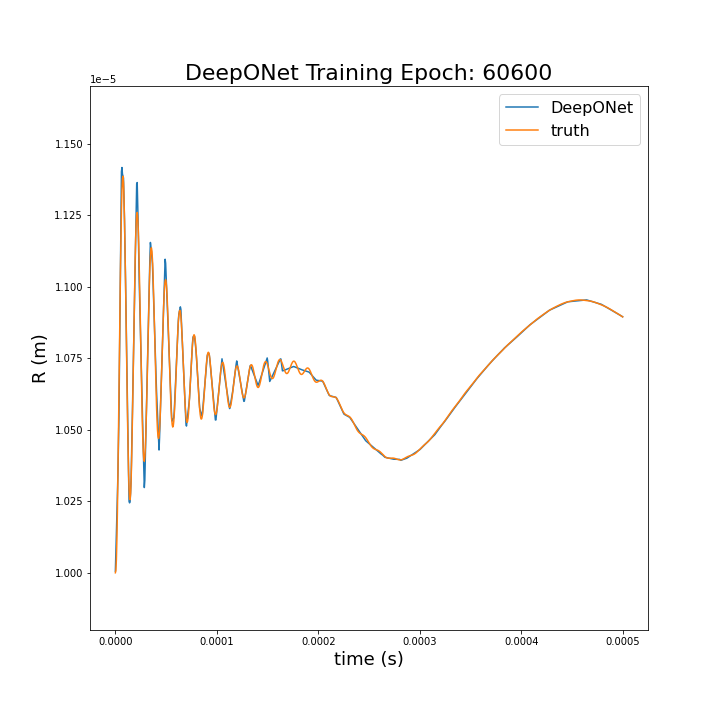 DeepONet Training Epoch: 60600
1e−5
DeepONet
truth
1.150
1.125
1.100
1.075
1.050
1.025
1.000
R (m)
0.0000 0.0001 0.0002 0.0003 0.0004 0.0005
time (s)